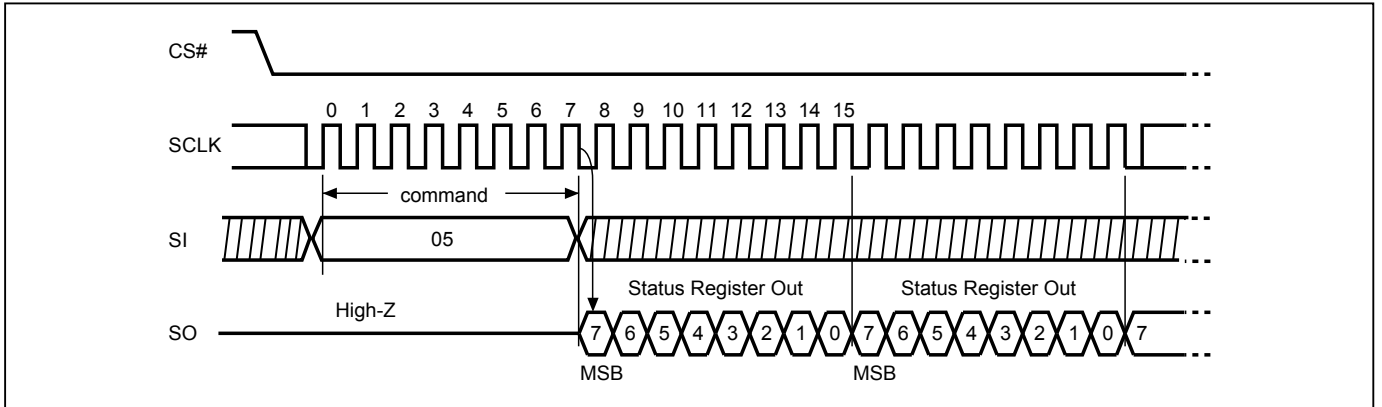 CS#
0 1 2 3 4 5 6 7 8 9 10 11 12 13 14 15
SCLK
command
SI
05
Status Register Out Status Register Out
High-Z
SO
7 6 5 4 3 2 1 0 7 6 5 4 3 2 1 0 7
MSB MSB